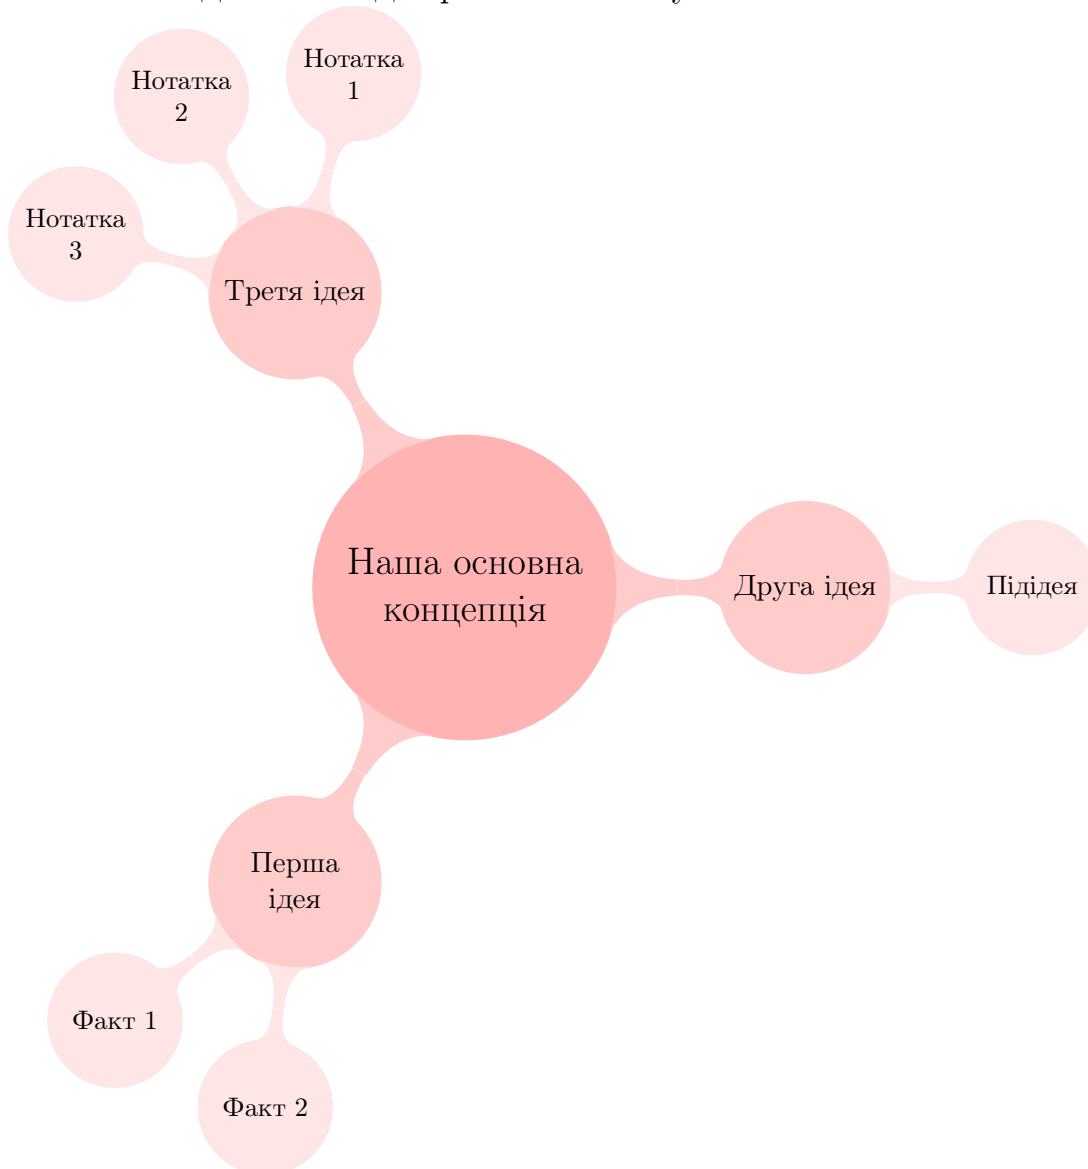 Нотатка
1
Нотатка
2
Нотатка
3
Третя ідея
Наша основна
концепція
Друга ідея
Підідея
Перша
ідея
Факт 1
Факт 2